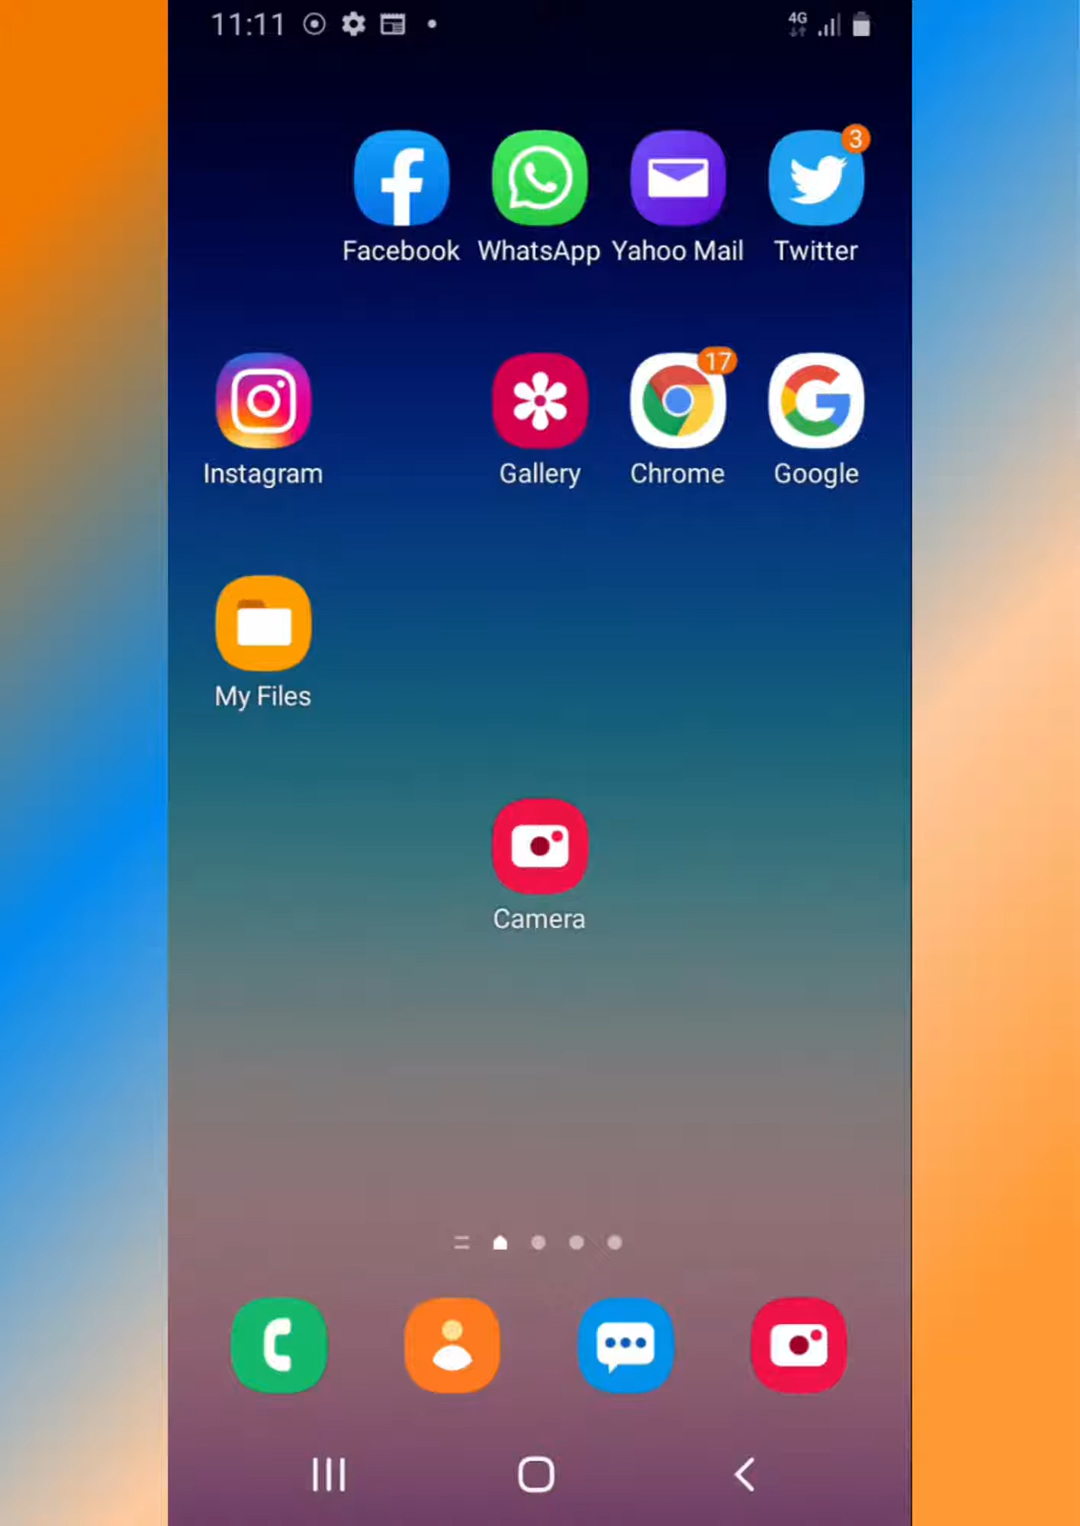 11:11 4G
3
Facebook WhatsApp Yahoo Mail Twitter
17
Instagram Gallery Chrome Google
My Files
Camera